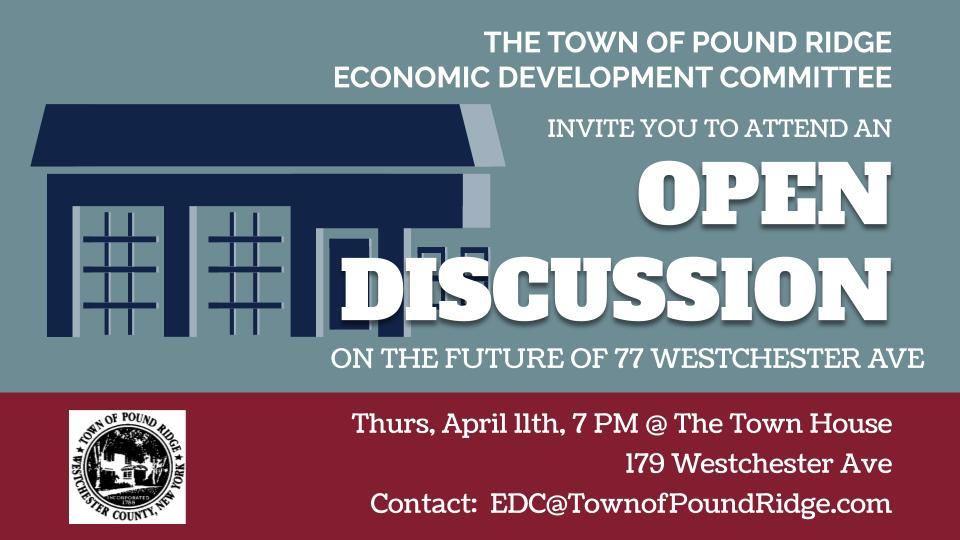 THE TOWN OF POUND RIDGE
ECONOMIC DEVELOPMENT COMMITTEE
INVITE YOU TO ATTEND AN
OPEN
DISCUSSION
ON THE FUTURE OF 77 WESTCHESTER AVE
Thurs, April 11th, 7 PM @ The Town House
179 Westchester Ave
Contact: EDC@TownofPoundRidge.com
TOWN OF POUND RIDGE
WESTCHESTER COUNTY, NEW YORK
INCORPORATED
1788